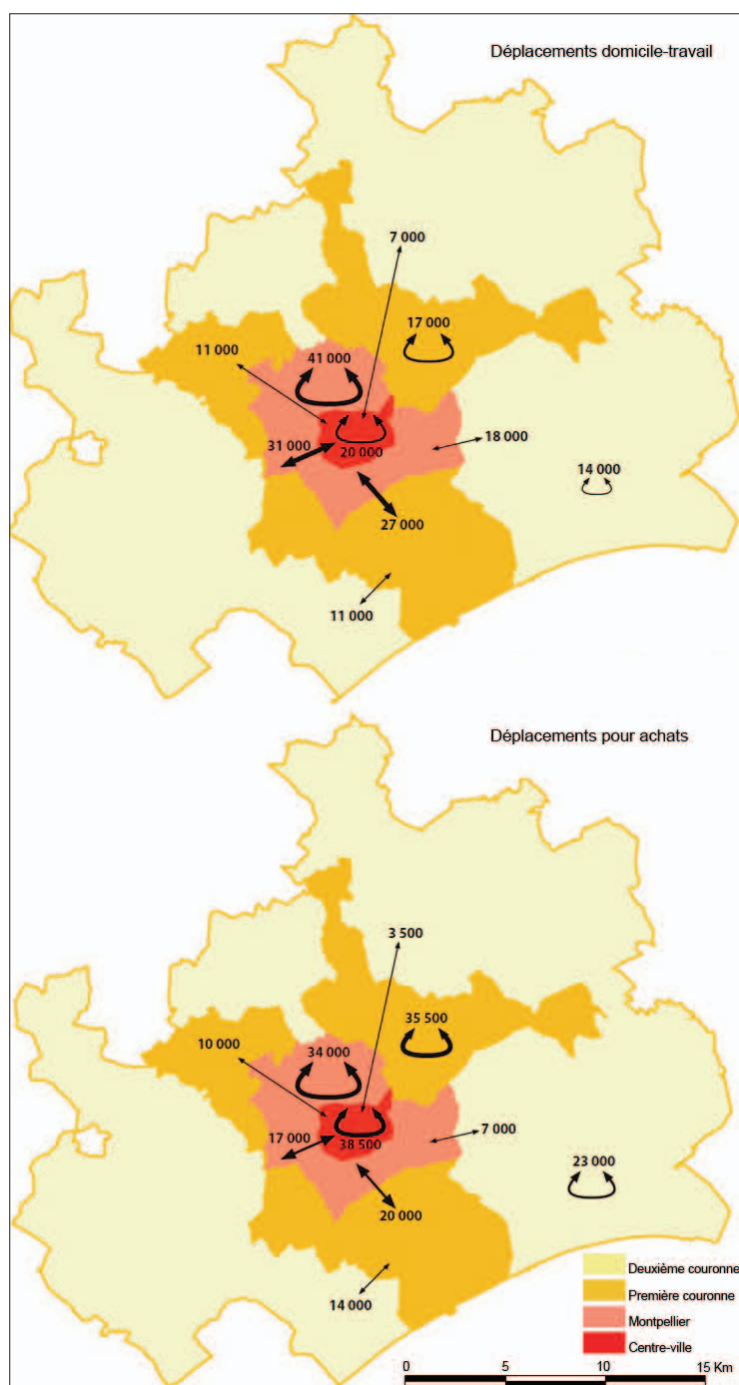 Déplacements domicile-travail
7 000
17 000
11 000
41 000
31 000
20 000
18 000
14 000
27 000
11 000
Déplacements pour achats
3 500
35 500
10 000
34 000
17 000
38 500
7 000
23 000
20 000
14 000
Deuxième couronne
Première couronne
Montpellier
Centre-ville
0 5 10 15 Km